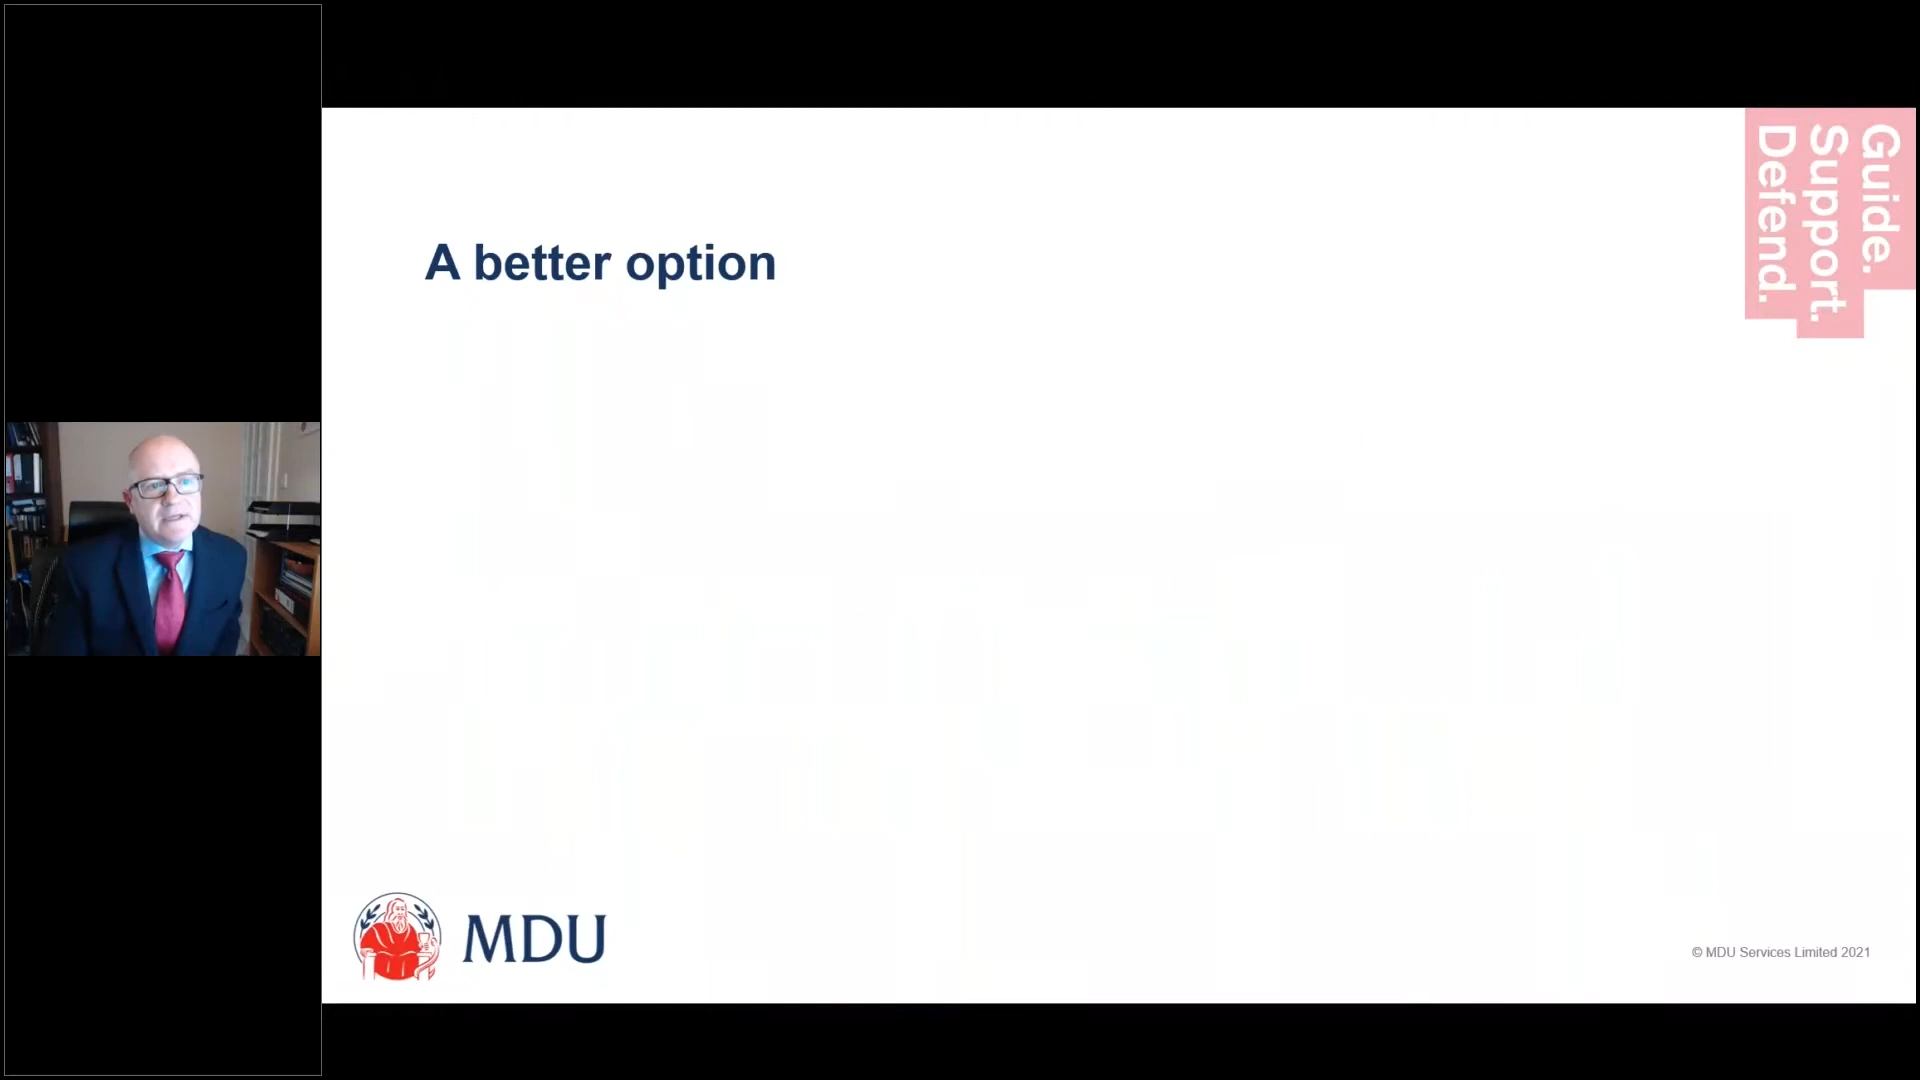 Guide.
Support.
Defend.
A better option
MDU
© MDU Services Limited 2021